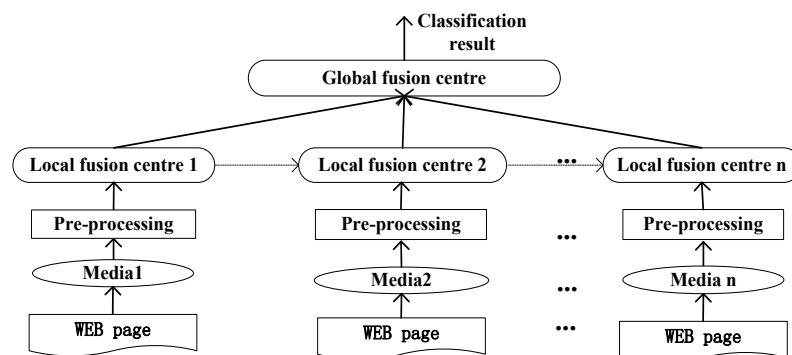 Classification
result
Global fusion centre
Local fusion centre 1
Local fusion centre 2
...
Local fusion centre n
Pre-processing
Pre-processing
...
Pre-processing
Media1
Media2
...
Media n
WEB page
WEB page
...
WEB page